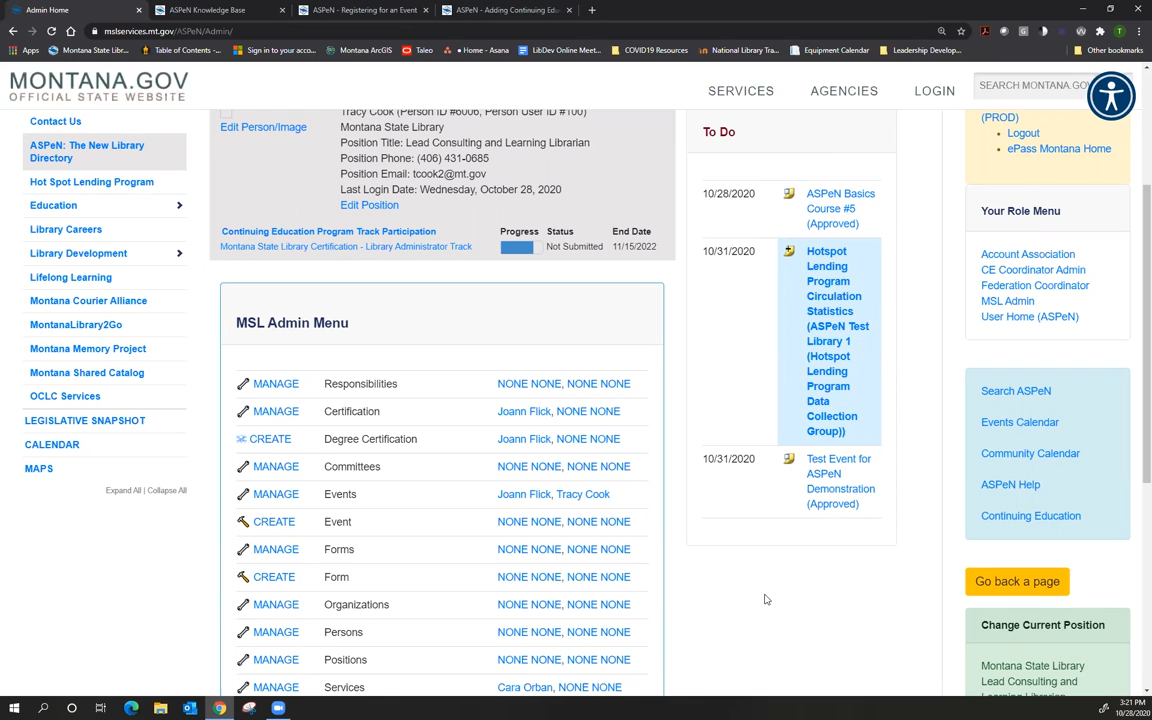 Admin Home
ASPeN Knowledge Base
ASPeN - Registering for an Event
ASPeN - Adding Continuing Edu
mslservices.mt.gov/ASPeN/Admin/
Apps
Montana State Libr...
Table of Contents -...
Sign in to your acco...
Montana ArcGIS
Taleo
• Home - Asana
LibDev Online Meet...
COVID19 Resources
National Library Tra...
Equipment Calendar
Leadership Develop...
Other bookmarks
MONTANA.GOV
OFFICIAL STATE WEBSITE
SERVICES
AGENCIES
LOGIN
SEARCH MONTANA.GOV
Contact Us
ASPeN: The New Library
Directory
Hot Spot Lending Program
Education
Library Careers
Library Development
Lifelong Learning
Montana Courier Alliance
MontanaLibrary2Go
Montana Memory Project
Montana Shared Catalog
OCLC Services
LEGISLATIVE SNAPSHOT
CALENDAR
MAPS
Expand All | Collapse All
Edit Person/Image
Tracy Cook (Person ID #6006, Person User ID #100)
Montana State Library
Position Title: Lead Consulting and Learning Librarian
Position Phone: (406) 431-0685
Position Email: tcook2@mt.gov
Last Login Date: Wednesday, October 28, 2020
Edit Position
Continuing Education Program Track Participation Progress Status End Date
Montana State Library Certification - Library Administrator Track Not Submitted 11/15/2022
MSL Admin Menu
MANAGE Responsibilities NONE NONE, NONE NONE
MANAGE Certification Joann Flick, NONE NONE
CREATE Degree Certification Joann Flick, NONE NONE
MANAGE Committees NONE NONE, NONE NONE
MANAGE Events Joann Flick, Tracy Cook
CREATE Event NONE NONE, NONE NONE
MANAGE Forms NONE NONE, NONE NONE
CREATE Form NONE NONE, NONE NONE
MANAGE Organizations NONE NONE, NONE NONE
MANAGE Persons NONE NONE, NONE NONE
MANAGE Positions NONE NONE, NONE NONE
MANAGE Services Cara Orban, NONE NONE
To Do
10/28/2020 ASPeN Basics
Course #5
(Approved)
10/31/2020 Hotspot
Lending
Program
Circulation
Statistics
(ASPeN Test
Library 1
(Hotspot
Lending
Program
Data
Collection
Group))
10/31/2020 Test Event for
ASPeN
Demonstration
(Approved)
(PROD)
• Logout
• ePass Montana Home
Your Role Menu
Account Association
CE Coordinator Admin
Federation Coordinator
MSL Admin
User Home (ASPeN)
Search ASPeN
Events Calendar
Community Calendar
ASPeN Help
Continuing Education
Go back a page
Change Current Position
Montana State Library
Lead Consulting and
3:21 PM
10/28/2020